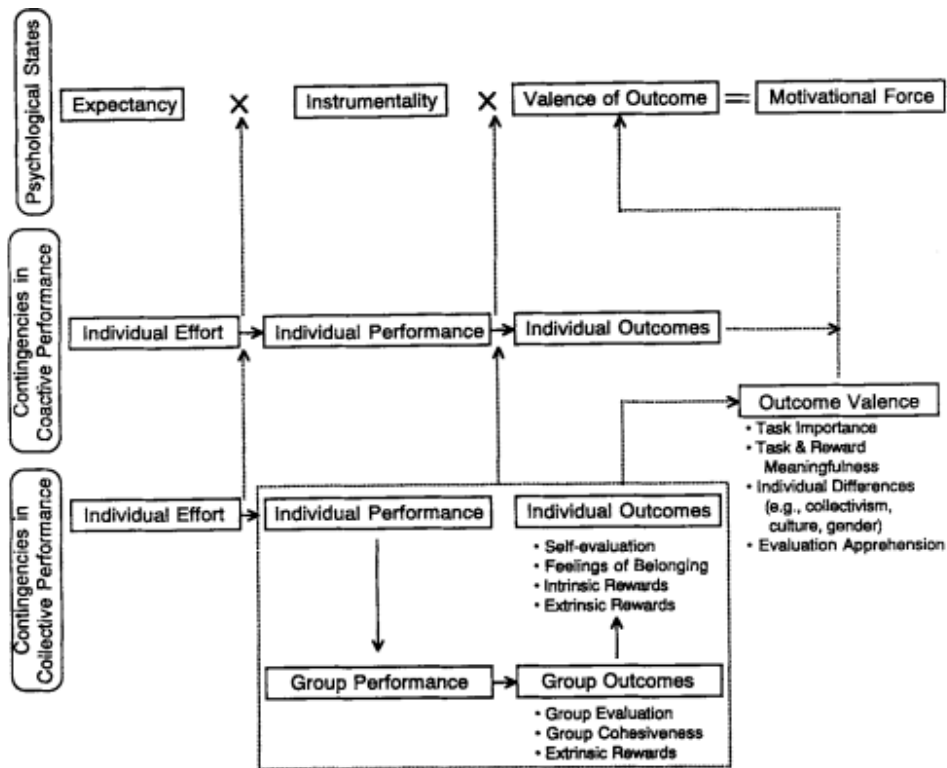 Psychological States
Expectancy
X
Instrumentality
X
Valence of Outcome
=
Motivational Force
Contingencies in
Coactive Performance
Individual Effort
Individual Performance
Individual Outcomes
Outcome Valence
• Task Importance
• Task & Reward
Meaningfulness
• Individual Differences
(e.g., collectivism,
culture, gender)
• Evaluation Apprehension
Contingencies in
Collective Performance
Individual Effort
Individual Performance
Individual Outcomes
• Self-evaluation
• Feelings of Belonging
• Intrinsic Rewards
• Extrinsic Rewards
Group Performance
Group Outcomes
• Group Evaluation
• Group Cohesiveness
• Extrinsic Rewards